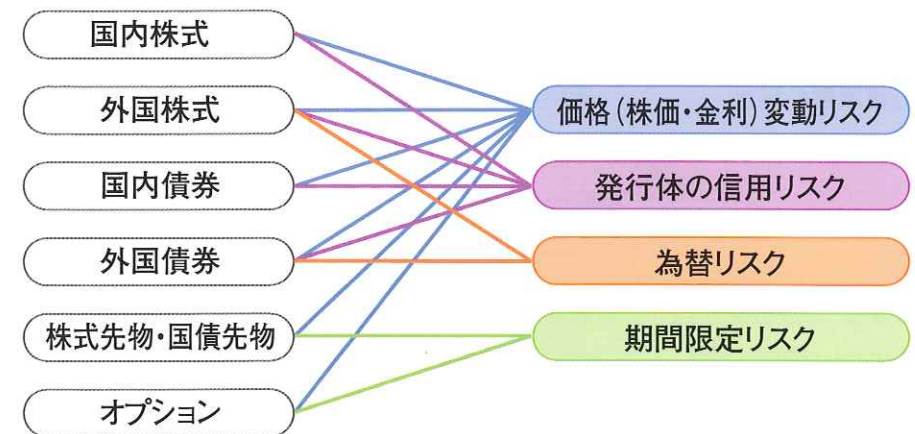 国内株式
外国株式
国内債券
外国債券
株式先物・国債先物
オプション
価格（株価・金利）変動リスク
発行体の信用リスク
為替リスク
期間限定リスク